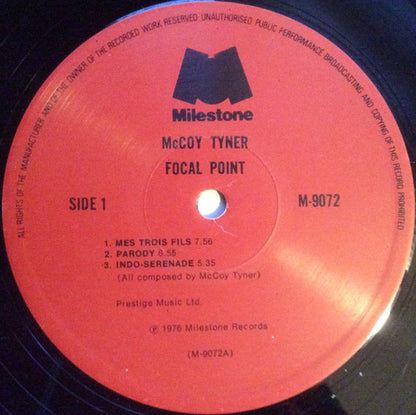 ALL RIGHTS OF THE MANUFACTURER AND OF THE OWNER OF THE RECORDED WORK RESERVED UNAUTHORISED PUBLIC PERFORMANCE BROADCASTING AND COPYING OF THIS RECORD PROHIBITED
Milestone
McCOY TYNER
FOCAL POINT
SIDE 1
M-9072
1. MES TROIS FILS 7.56
2. PARODY 6.55
3. INDO-SERENADE 5.35
(All composed by McCoy Tyner)
Prestige Music Ltd.
℗ 1976 Milestone Records
(M-9072A)